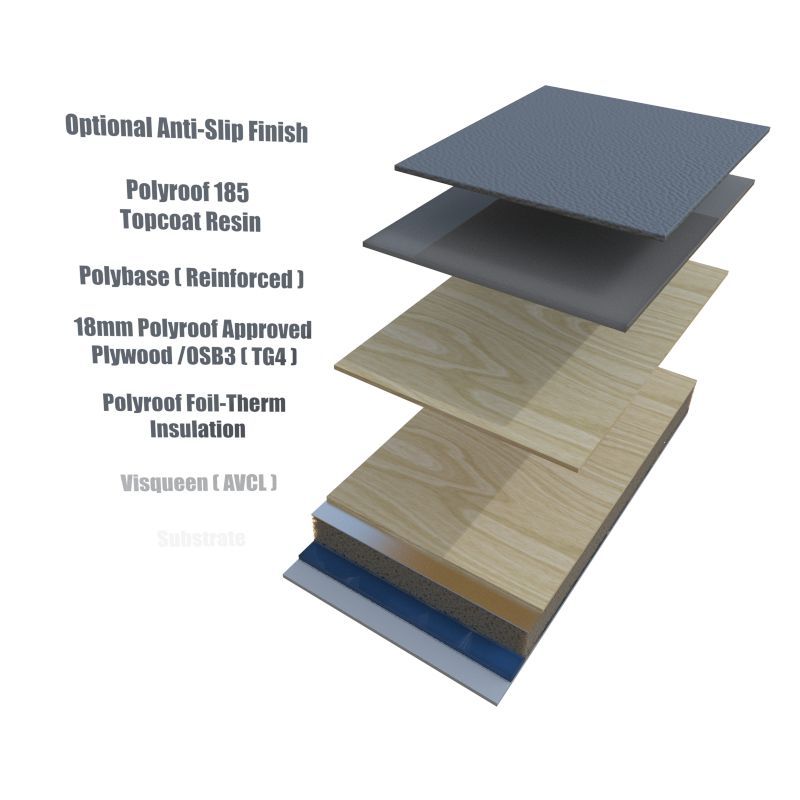 Optional Anti-Slip Finish
Polyroof 185
Topcoat Resin
Polybase ( Reinforced )
18mm Polyroof Approved
Plywood /OSB3 ( TG4 )
Polyroof Foil-Therm
Insulation
Visqueen ( AVCL )
Substrate